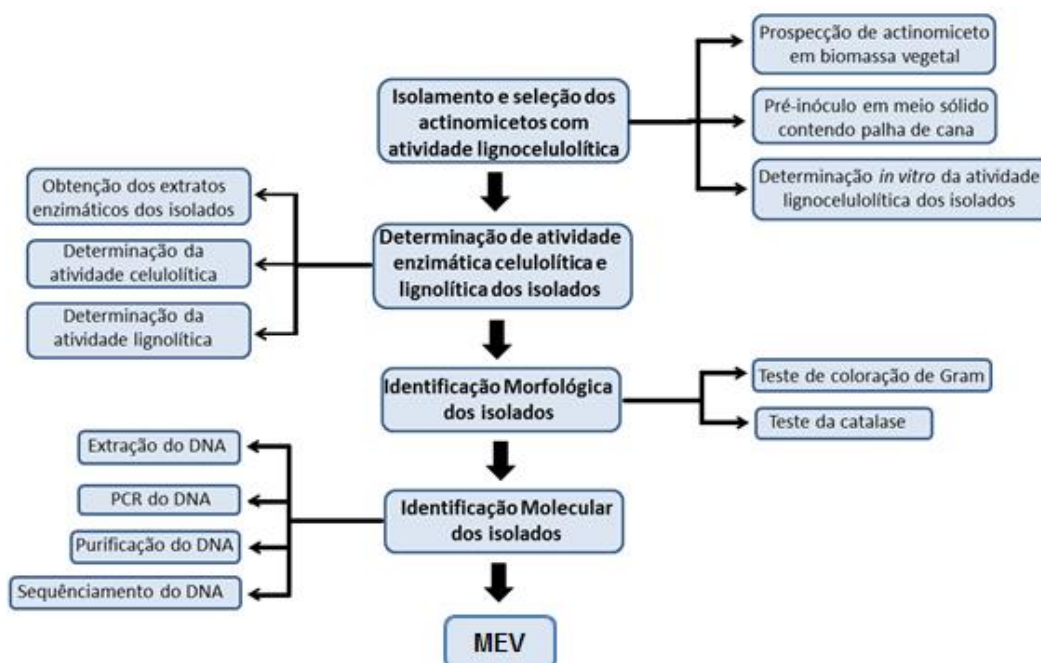 Isolamento e seleção dos
actinomicetos com
atividade lignocelulolítica
Prospecção de actinomiceto
em biomassa vegetal
Pré-inóculo em meio sólido
contendo palha de cana
Determinação in vitro da atividade
lignocelulolítica dos isolados
Determinação de atividade
enzimática celulolítica e
lignolítica dos isolados
Obtenção dos extratos
enzimáticos dos isolados
Determinação da
atividade celulolítica
Determinação da
atividade lignolítica
Identificação Morfológica
dos isolados
Teste de coloração de Gram
Teste da catalase
Identificação Molecular
dos isolados
Extração do DNA
PCR do DNA
Purificação do DNA
Sequênciamento do DNA
MEV